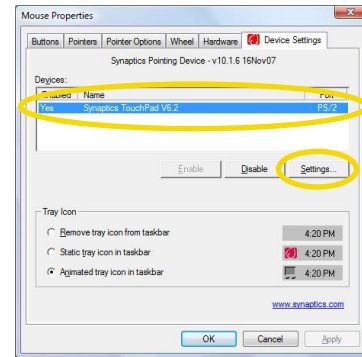 Mouse Properties
Buttons Pointers Pointer Options Wheel Hardware Device Settings
Synaptics Pointing Device - v10.1.6 16Nov07
Devices:
Enabled Name Port
Yes Synaptics TouchPad V6.2 PS/2
Enable Disable Settings...
Tray Icon
Remove tray icon from taskbar 4:20 PM
Static tray icon in taskbar 4:20 PM
Animated tray icon in taskbar 4:20 PM
www.synaptics.com
OK Cancel Apply